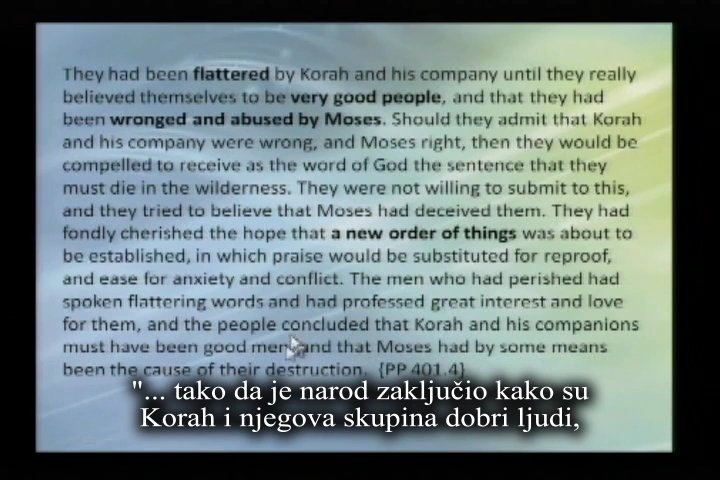 They had been flattered by Korah and his company until they really
believed themselves to be very good people, and that they had
been wronged and abused by Moses. Should they admit that Korah
and his company were wrong, and Moses right, then they would be
compelled to receive as the word of God the sentence that they
must die in the wilderness. They were not willing to submit to this,
and they tried to believe that Moses had deceived them. They had
fondly cherished the hope that a new order of things was about to
be established, in which praise would be substituted for reproof,
and ease for anxiety and conflict. The men who had perished had
spoken flattering words and had professed great interest and love
for them, and the people concluded that Korah and his companions
must have been good men and that Moses had by some means
been the cause of their destruction. {PP 401.4}
"... tako da je narod zaključio kako su
Korah i njegova skupina dobri ljudi,